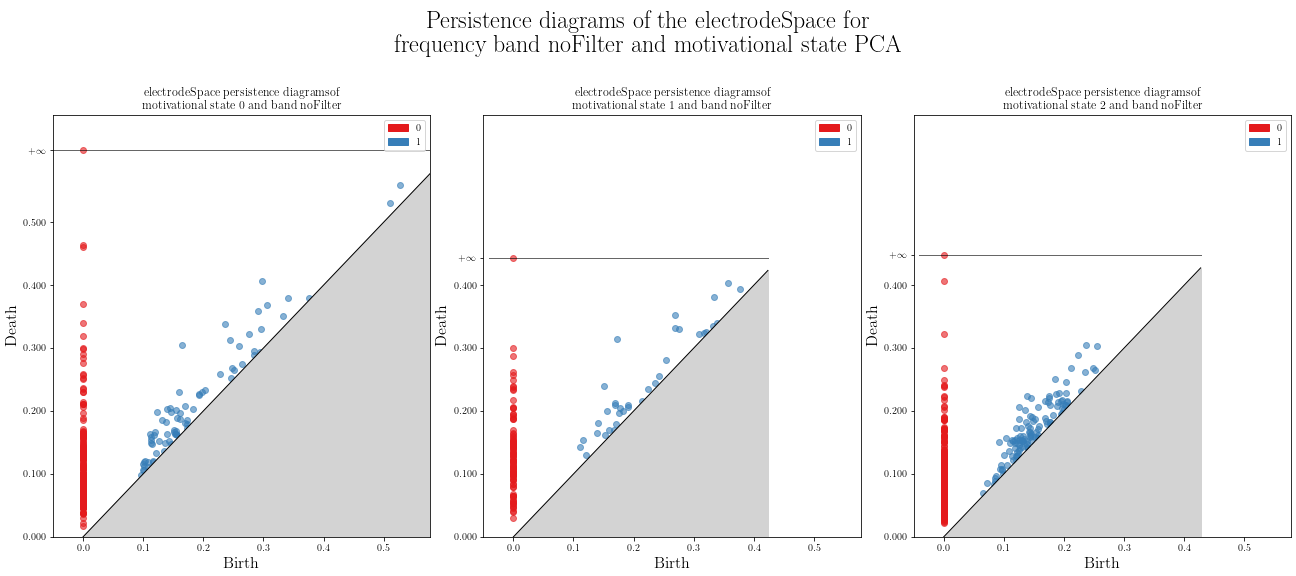 Persistence diagrams of the electrodeSpace for
frequency band noFilter and motivational state PCA
electrodeSpace persistence diagramsof
motivational state 0 and band noFilter
0
1
+∞
0.500
0.400
0.300
0.200
0.100
0.000
Death
0.0 0.1 0.2 0.3 0.4 0.5
Birth
electrodeSpace persistence diagramsof
motivational state 1 and band noFilter
0
1
+∞
0.400
0.300
0.200
0.100
0.000
Death
0.0 0.1 0.2 0.3 0.4 0.5
Birth
electrodeSpace persistence diagramsof
motivational state 2 and band noFilter
0
1
+∞
0.400
0.300
0.200
0.100
0.000
Death
0.0 0.1 0.2 0.3 0.4 0.5
Birth